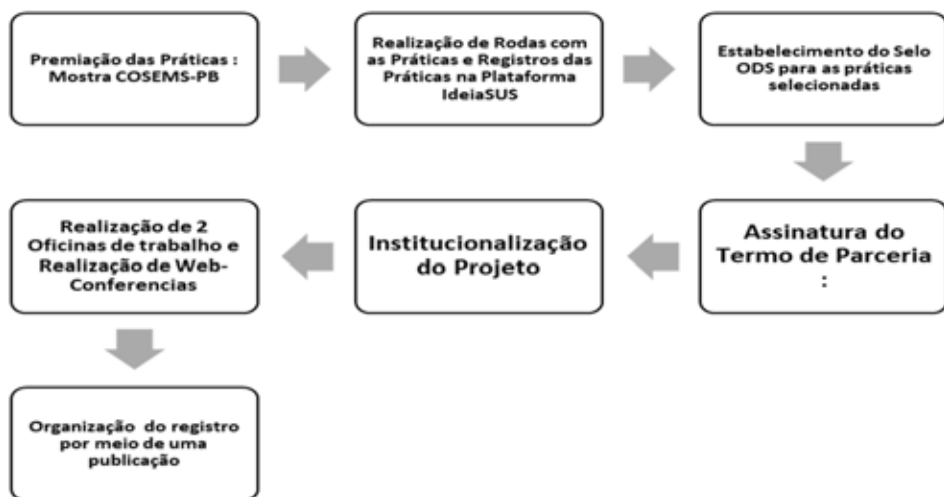 Premiação das Práticas :
Mostra COSEMS-PB
Realização de Rodas com
as Práticas e Registros das
Práticas na Plataforma
IdeiaSUS
Estabelecimento do Selo
ODS para as práticas
selecionadas
Assinatura do
Termo de Parceria
:
Institucionalização
do Projeto
Realização de 2
Oficinas de trabalho e
Realização de Web-
Conferencias
Organização do registro
por meio de uma
publicação